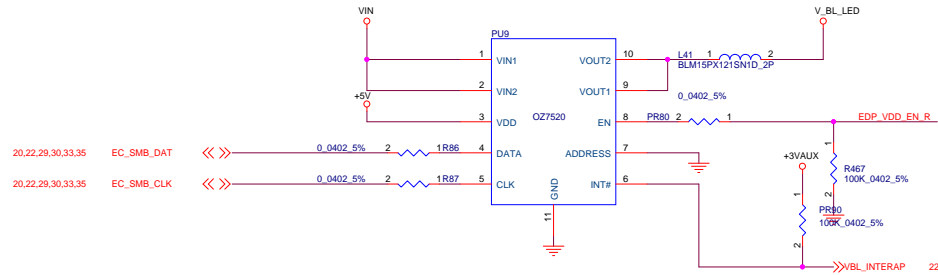 VIN
V_BL_LED
PU9
1
VIN1
VOUT2
10
L41
1
2
BLM15PX121SN1D_2P
2
VIN2
VOUT1
9
+5V
0_0402_5%
3
VDD
OZ7520
EN
8
PR80
2
1
EDP_VDD_EN_R
20,22,29,30,33,35
EC_SMB_DAT
0_0402_5%
2
1
R86
4
DATA
ADDRESS
7
+3VAUX
1
R467
100K_0402_5%
2
20,22,29,30,33,35
EC_SMB_CLK
0_0402_5%
2
1
R87
5
CLK
INT#
6
GND
11
1
PR90
100K_0402_5%
2
VBL_INTERAP
22